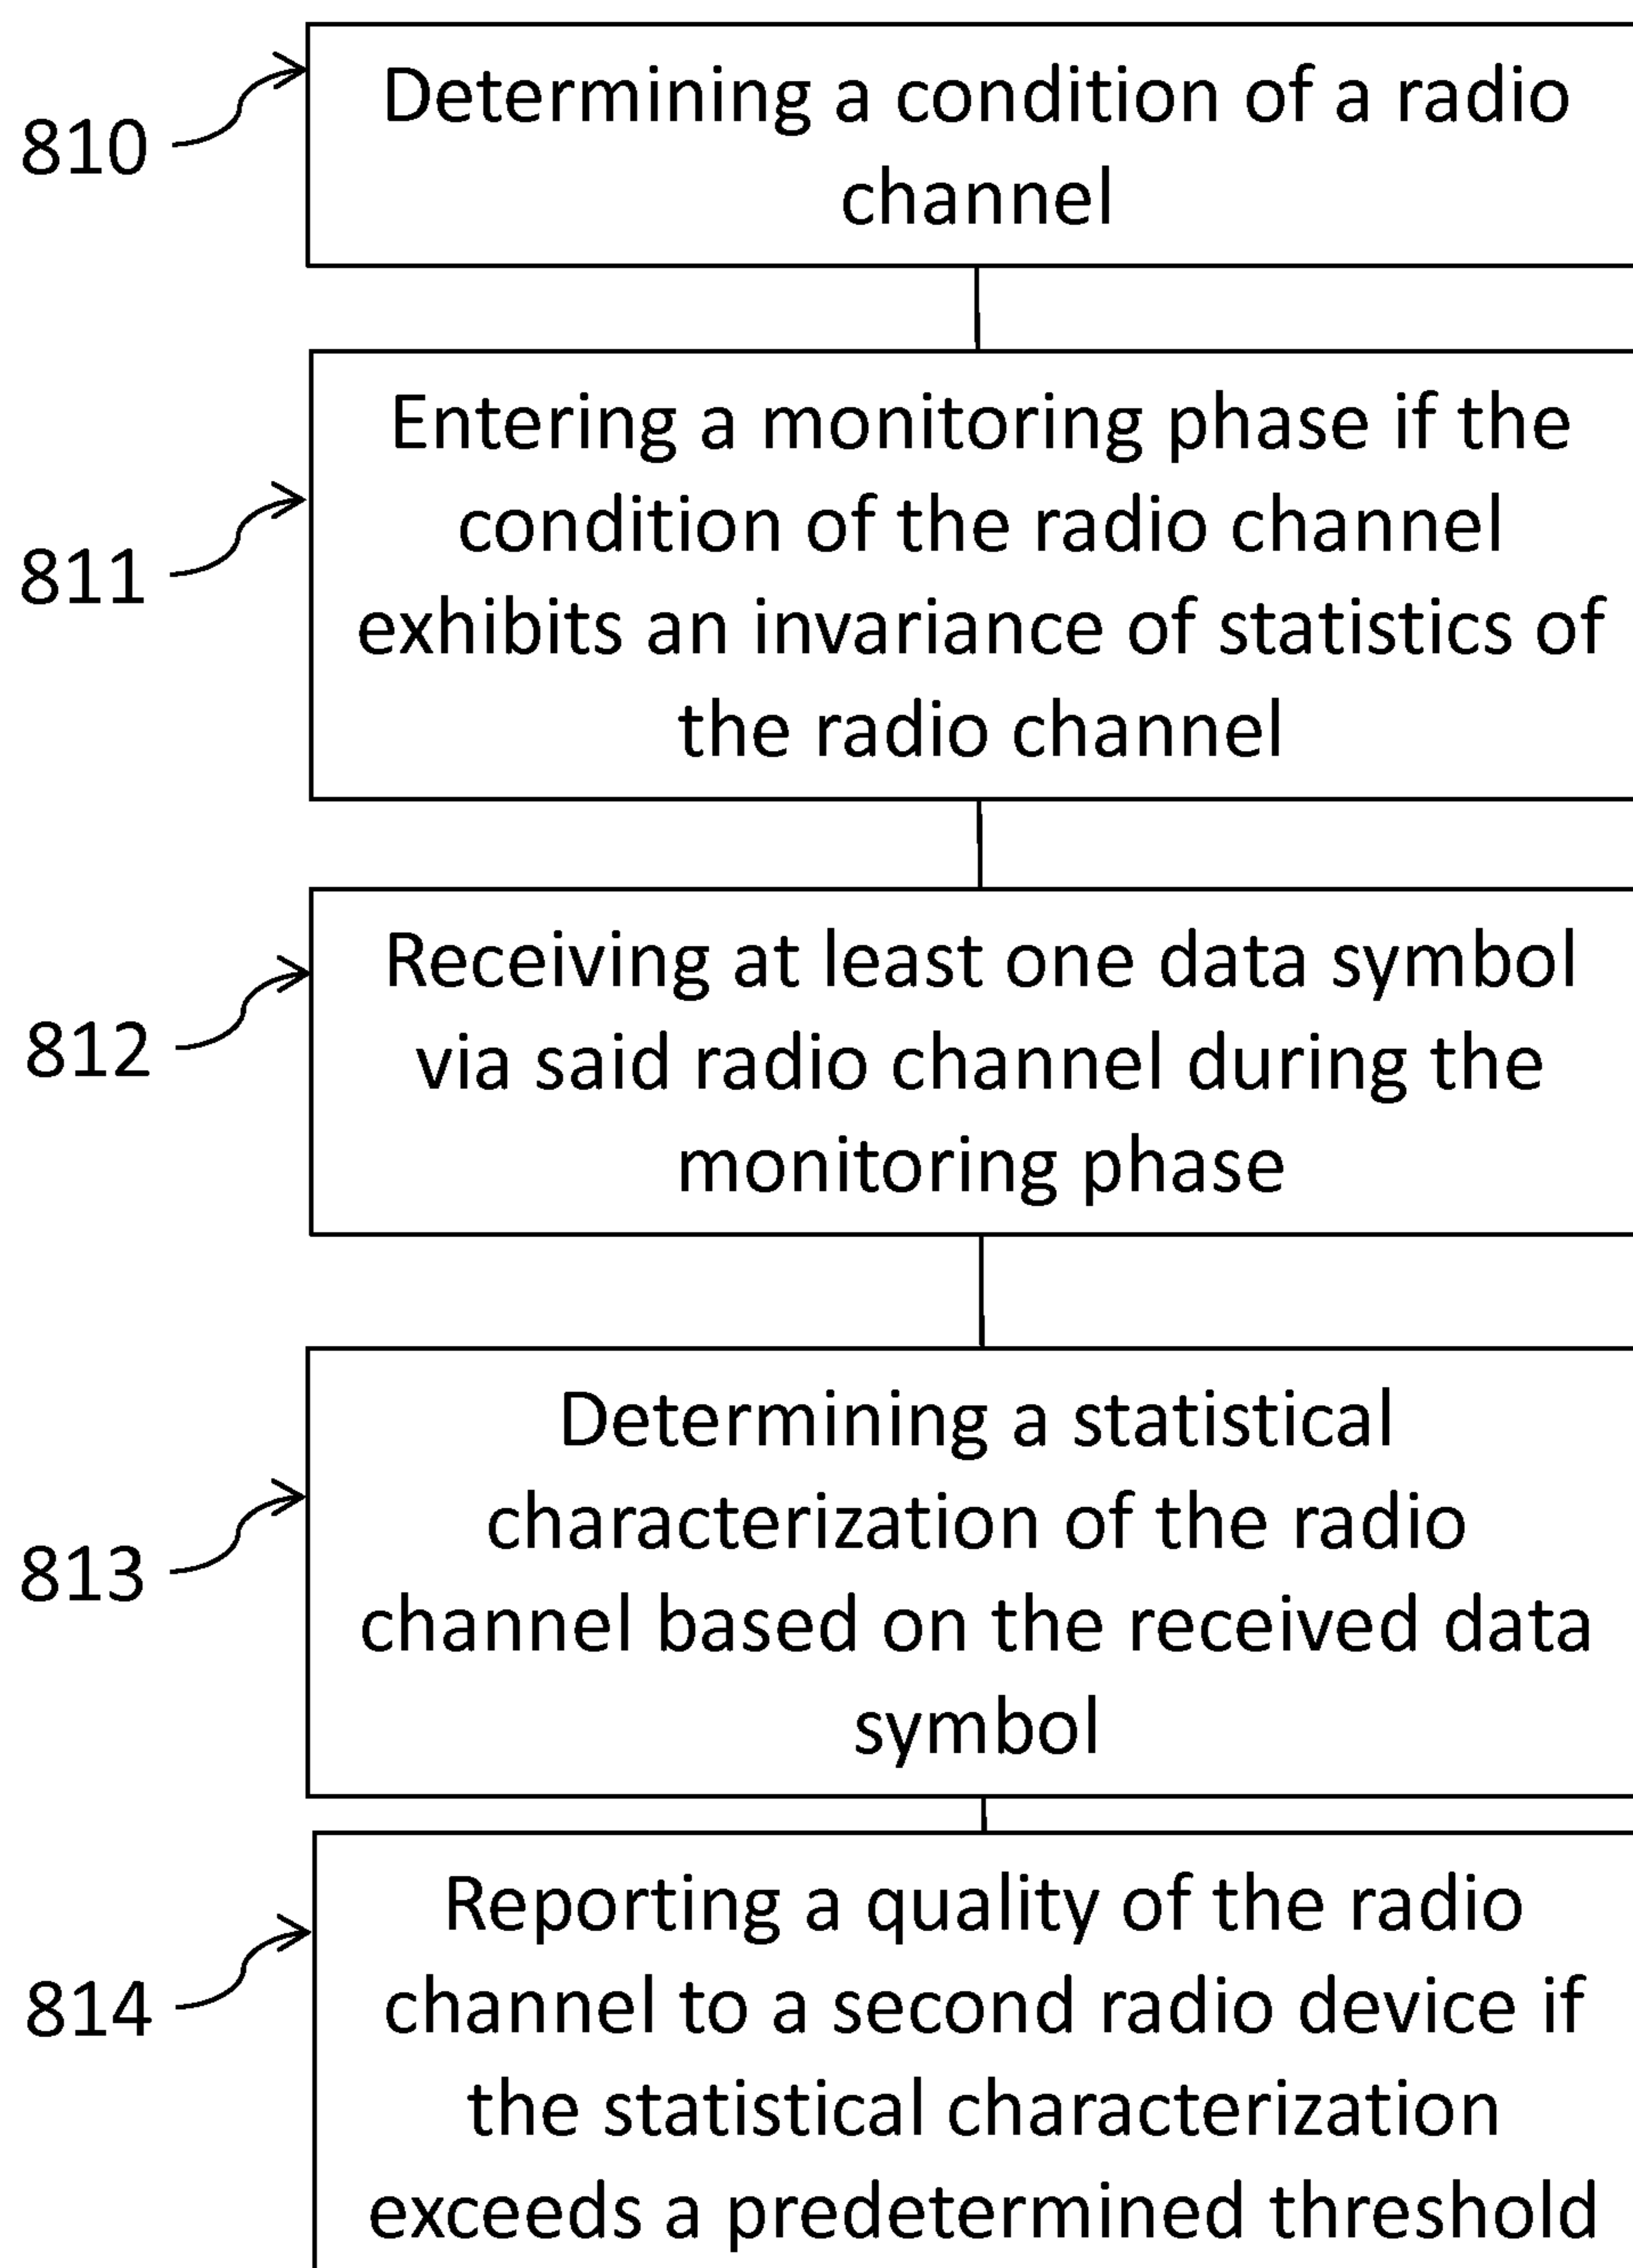 810
Determining a condition of a radio
channel
811
Entering a monitoring phase if the
condition of the radio channel
exhibits an invariance of statistics of
the radio channel
812
Receiving at least one data symbol
via said radio channel during the
monitoring phase
813
Determining a statistical
characterization of the radio
channel based on the received data
symbol
814
Reporting a quality of the radio
channel to a second radio device if
the statistical characterization
exceeds a predetermined threshold